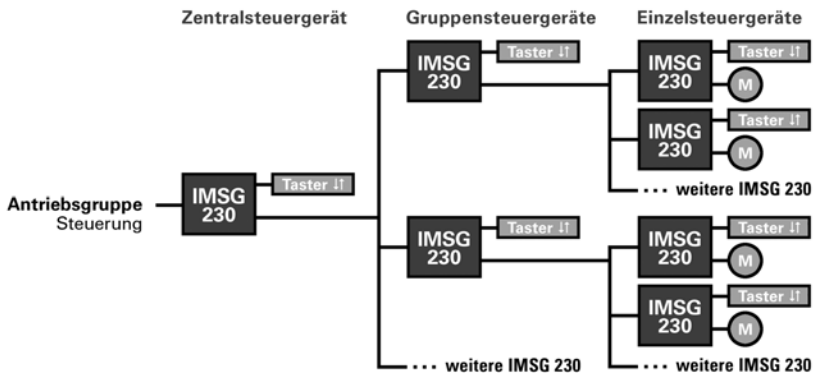 Zentralsteuergerät Gruppensteuergeräte Einzelsteuergeräte
IMSG
230
Taster ↓↑
IMSG
230
Taster ↓↑
M
IMSG
230
Taster ↓↑
M
IMSG
230
Taster ↓↑
··· weitere IMSG 230
Antriebsgruppe
Steuerung
IMSG
230
Taster ↓↑
IMSG
230
Taster ↓↑
IMSG
230
Taster ↓↑
M
IMSG
230
Taster ↓↑
M
··· weitere IMSG 230
··· weitere IMSG 230